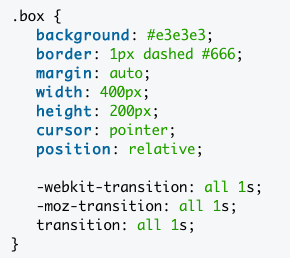 .box {
background: #e3e3e3;
border: 1px dashed #666;
margin: auto;
width: 400px;
height: 200px;
cursor: pointer;
position: relative;

-webkit-transition: all 1s;
-moz-transition: all 1s;
transition: all 1s;
}